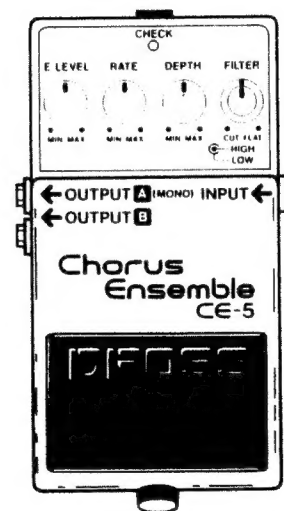 CHECK
E LEVEL RATE DEPTH FILTER
MIN MAX MIN MAX MIN MAX CUT FLAT
HIGH
LOW
←OUTPUT A (MONO) INPUT←
←OUTPUT B
Chorus
Ensemble
CE-5